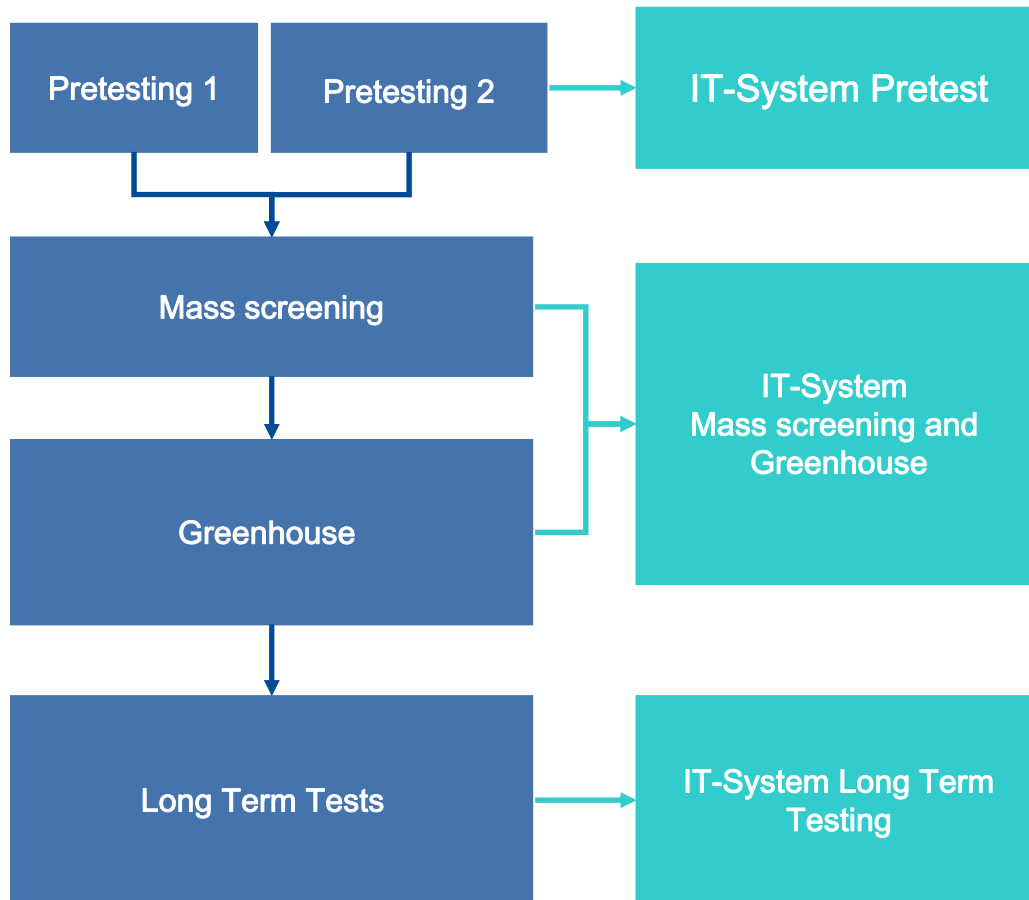 Pretesting 1
Pretesting 2
IT-System Pretest
Mass screening
IT-System
Mass screening and
Greenhouse
Greenhouse
Long Term Tests
IT-System Long Term
Testing